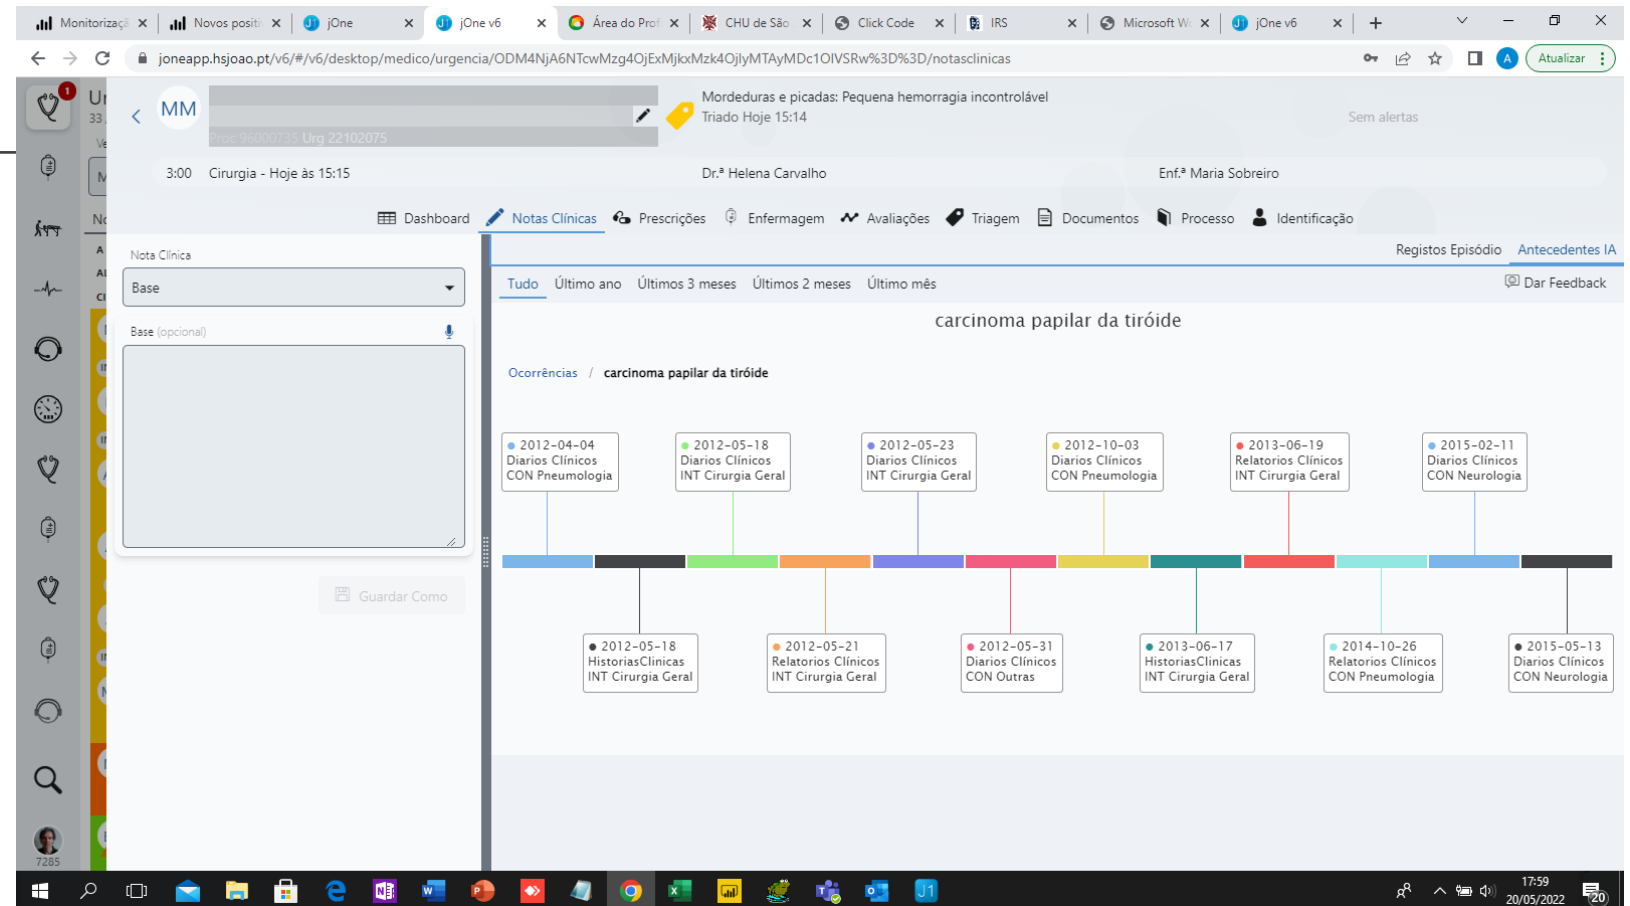 Monitorizaçã
Novos positi
jOne
jOne v6
Área do Prof
CHU de São
Click Code
IRS
Microsoft Wo
jOne v6
joneapp.hsjoao.pt/v6/#/v6/desktop/medico/urgencia/ODM4NjA6NTcwMzg4OjExMjkxMzk4OjIyMTAyMDc1OlVSRw%3D%3D/notasclinicas
A
Atualizar
1
MM
Proc 96000735 Urg 22102075
Mordeduras e picadas: Pequena hemorragia incontrolável
Triado Hoje 15:14
Sem alertas
3:00 Cirurgia - Hoje às 15:15
Dr.ª Helena Carvalho
Enf.ª Maria Sobreiro
Dashboard Notas Clínicas Prescrições Enfermagem Avaliações Triagem Documentos Processo Identificação
Registos Episódio Antecedentes IA
Nota Clínica
Base
Base (opcional)
Guardar Como
Tudo Último ano Últimos 3 meses Últimos 2 meses Último mês
Dar Feedback
carcinoma papilar da tiróide
Ocorrências / carcinoma papilar da tiróide
2012-04-04
Diarios Clínicos
CON Pneumologia
2012-05-18
Diarios Clínicos
INT Cirurgia Geral
2012-05-23
Diarios Clínicos
INT Cirurgia Geral
2012-10-03
Diarios Clínicos
CON Pneumologia
2013-06-19
Relatorios Clínicos
INT Cirurgia Geral
2015-02-11
Diarios Clínicos
CON Neurologia
2012-05-18
HistoriasClinicas
INT Cirurgia Geral
2012-05-21
Relatorios Clínicos
INT Cirurgia Geral
2012-05-31
Diarios Clínicos
CON Outras
2013-06-17
HistoriasClinicas
INT Cirurgia Geral
2014-10-26
Relatorios Clínicos
CON Pneumologia
2015-05-13
Diarios Clínicos
CON Neurologia
7285
17:59
20/05/2022
20